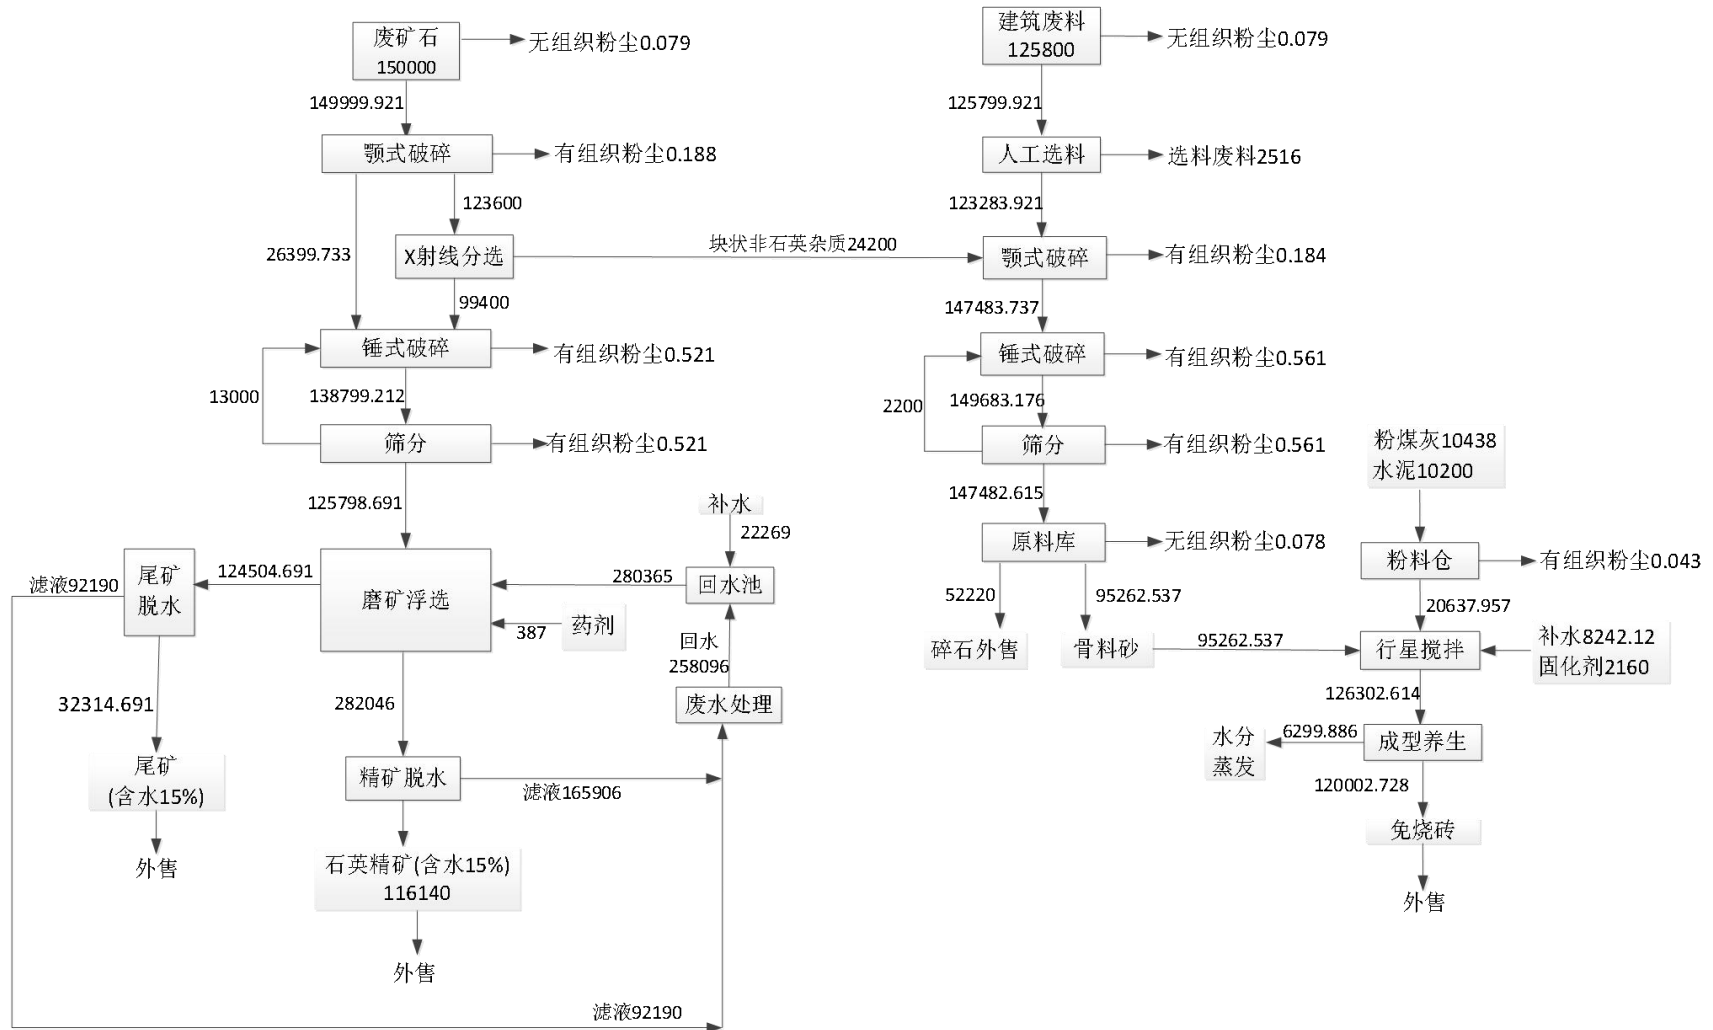 废矿石
150000
无组织粉尘0.079
149999.921
颚式破碎
有组织粉尘0.188
123600
26399.733
X射线分选
块状非石英杂质24200
99400
锤式破碎
有组织粉尘0.521
13000
138799.212
筛分
有组织粉尘0.521
125798.691
补水
22269
尾矿
脱水
124504.691
滤液92190
磨矿浮选
280365
回水池
387
药剂
回水
258096
废水处理
32314.691
282046
尾矿
(含水15%)
外售
精矿脱水
滤液165906
石英精矿(含水15%)
116140
外售
滤液92190
建筑废料
125800
无组织粉尘0.079
125799.921
人工选料
选料废料2516
123283.921
颚式破碎
有组织粉尘0.184
147483.737
锤式破碎
有组织粉尘0.561
2200
149683.176
筛分
有组织粉尘0.561
147482.615
原料库
无组织粉尘0.078
52220
95262.537
碎石外售
骨料砂
95262.537
粉煤灰10438
水泥10200
粉料仓
有组织粉尘0.043
20637.957
行星搅拌
补水8242.12
固化剂2160
126302.614
水分
蒸发
6299.886
成型养生
120002.728
免烧砖
外售